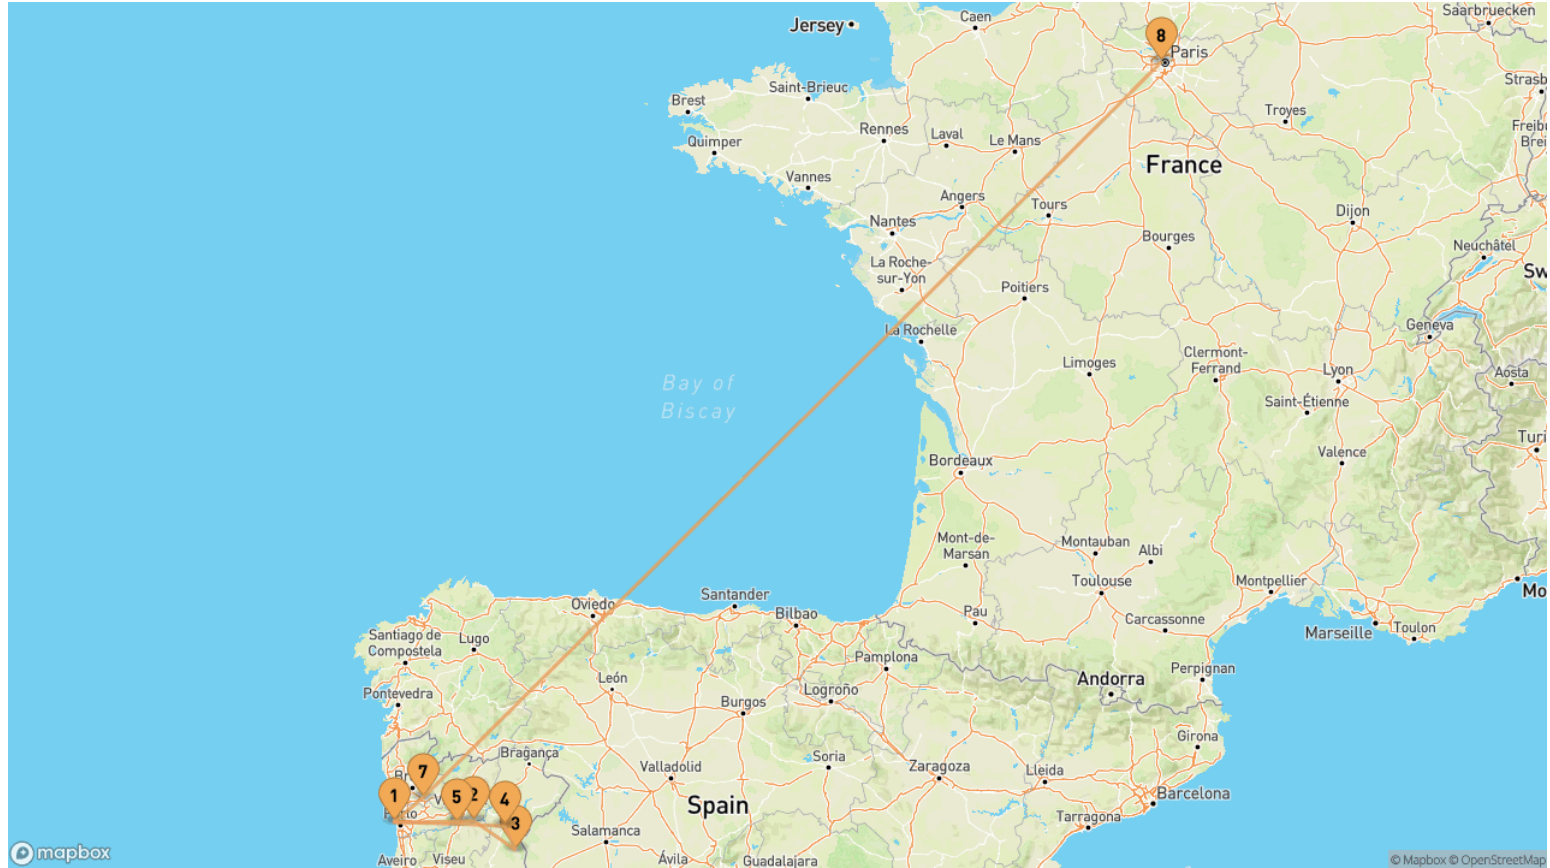 Jersey
Caen
8
Paris
Saarbruecken
Strasb
Brest
Saint-Brieuc
Troyes
Rennes
Laval
Le Mans
Freibu
Brei
Quimper
France
Vannes
Angers
Tours
Dijon
Nantes
Bourges
Neuchâtel
La Roche-
sur-Yon
Sw
Poitiers
La Rochelle
Geneva
Clermont-
Ferrand
Limoges
Lyon
Aosta
Bay of
Biscay
Saint-Étienne
Turi
Valence
Bordeaux
Mont-de-
Marsan
Montauban
Albi
Toulouse
Montpellier
Mo
Santander
Oviedo
Bilbao
Pau
Carcassonne
Marseille
Toulon
Santiago de
Compostela
Lugo
Pamplona
Perpignan
León
Andorra
Pontevedra
Logroño
Burgos
Girona
Bragança
Soria
7
Valladolid
Zaragoza
Lleida
1
5
2
4
Spain
Barcelona
3
Tarragona
Salamanca
mapbox
Aveiro
Viseu
Ávila
Guadalajara
© Mapbox © OpenStreetMap